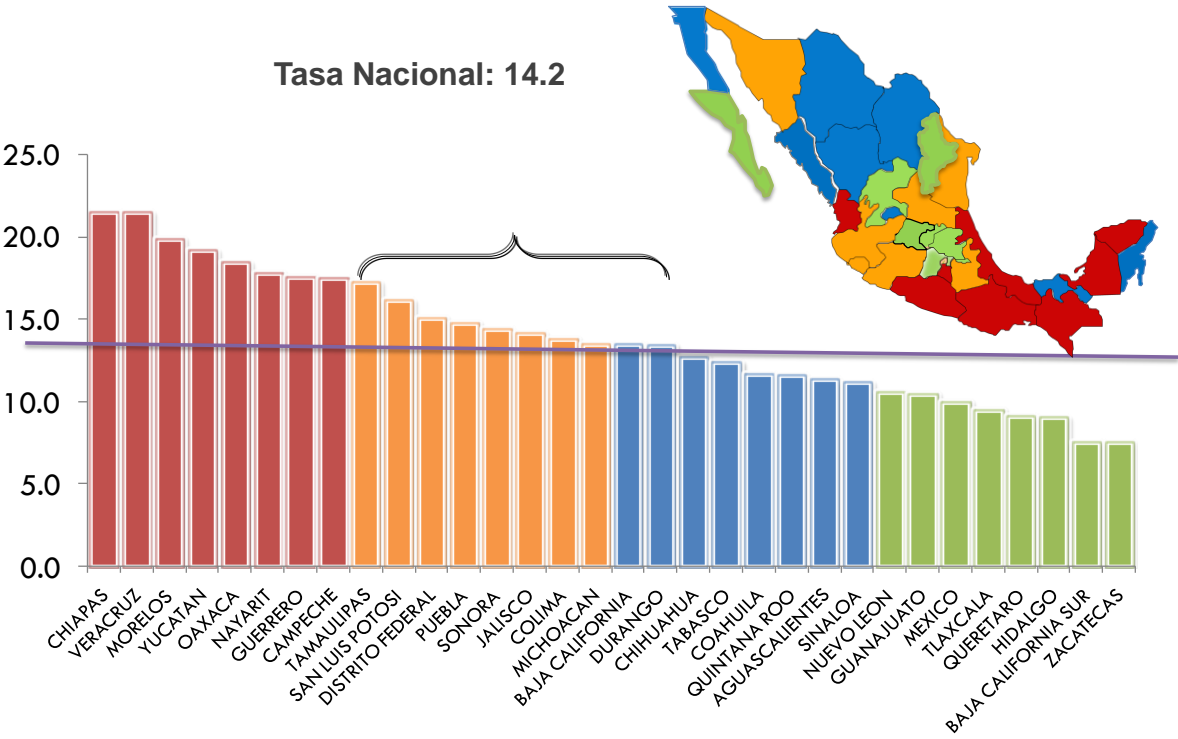 Tasa Nacional: 14.2
25.0
20.0
15.0
10.0
5.0
0.0
CHIAPAS
VERACRUZ
MORELOS
YUCATAN
OAXACA
NAYARIT
GUERRERO
CAMPECHE
TAMAULIPAS
SAN LUIS POTOSI
DISTRITO FEDERAL
PUEBLA
SONORA
JALISCO
COLIMA
MICHOACAN
BAJA CALIFORNIA
DURANGO
CHIHUAHUA
TABASCO
COAHUILA
QUINTANA ROO
AGUASCALIENTES
SINALOA
NUEVO LEON
GUANAJUATO
MEXICO
TLAXCALA
QUERETARO
HIDALGO
BAJA CALIFORNIA SUR
ZACATECAS